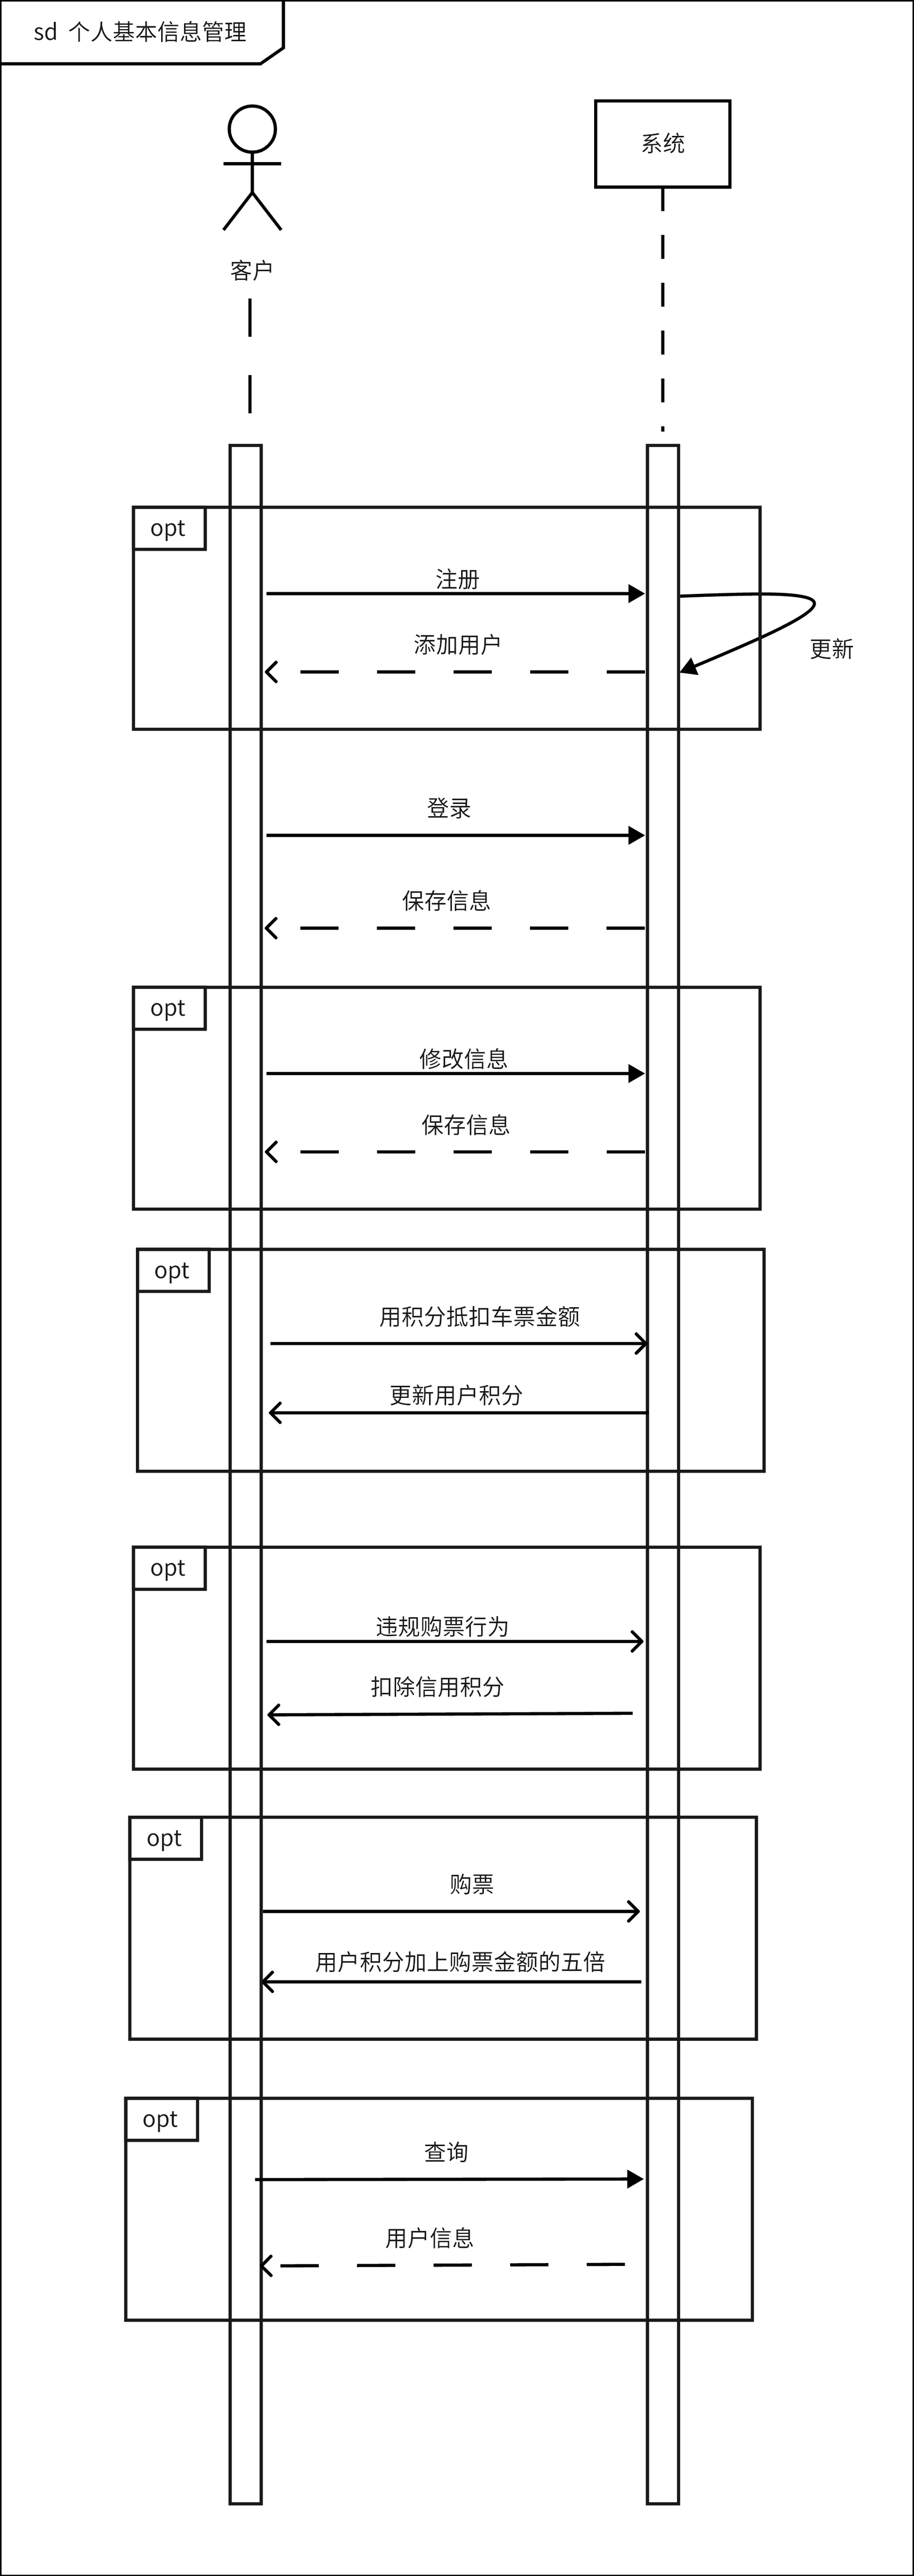 sd 个人基本信息管理
系统
客户
opt
注册
添加用户
更新
登录
保存信息
opt
修改信息
保存信息
opt
用积分抵扣车票金额
更新用户积分
opt
违规购票行为
扣除信用积分
opt
购票
用户积分加上购票金额的五倍
opt
查询
用户信息